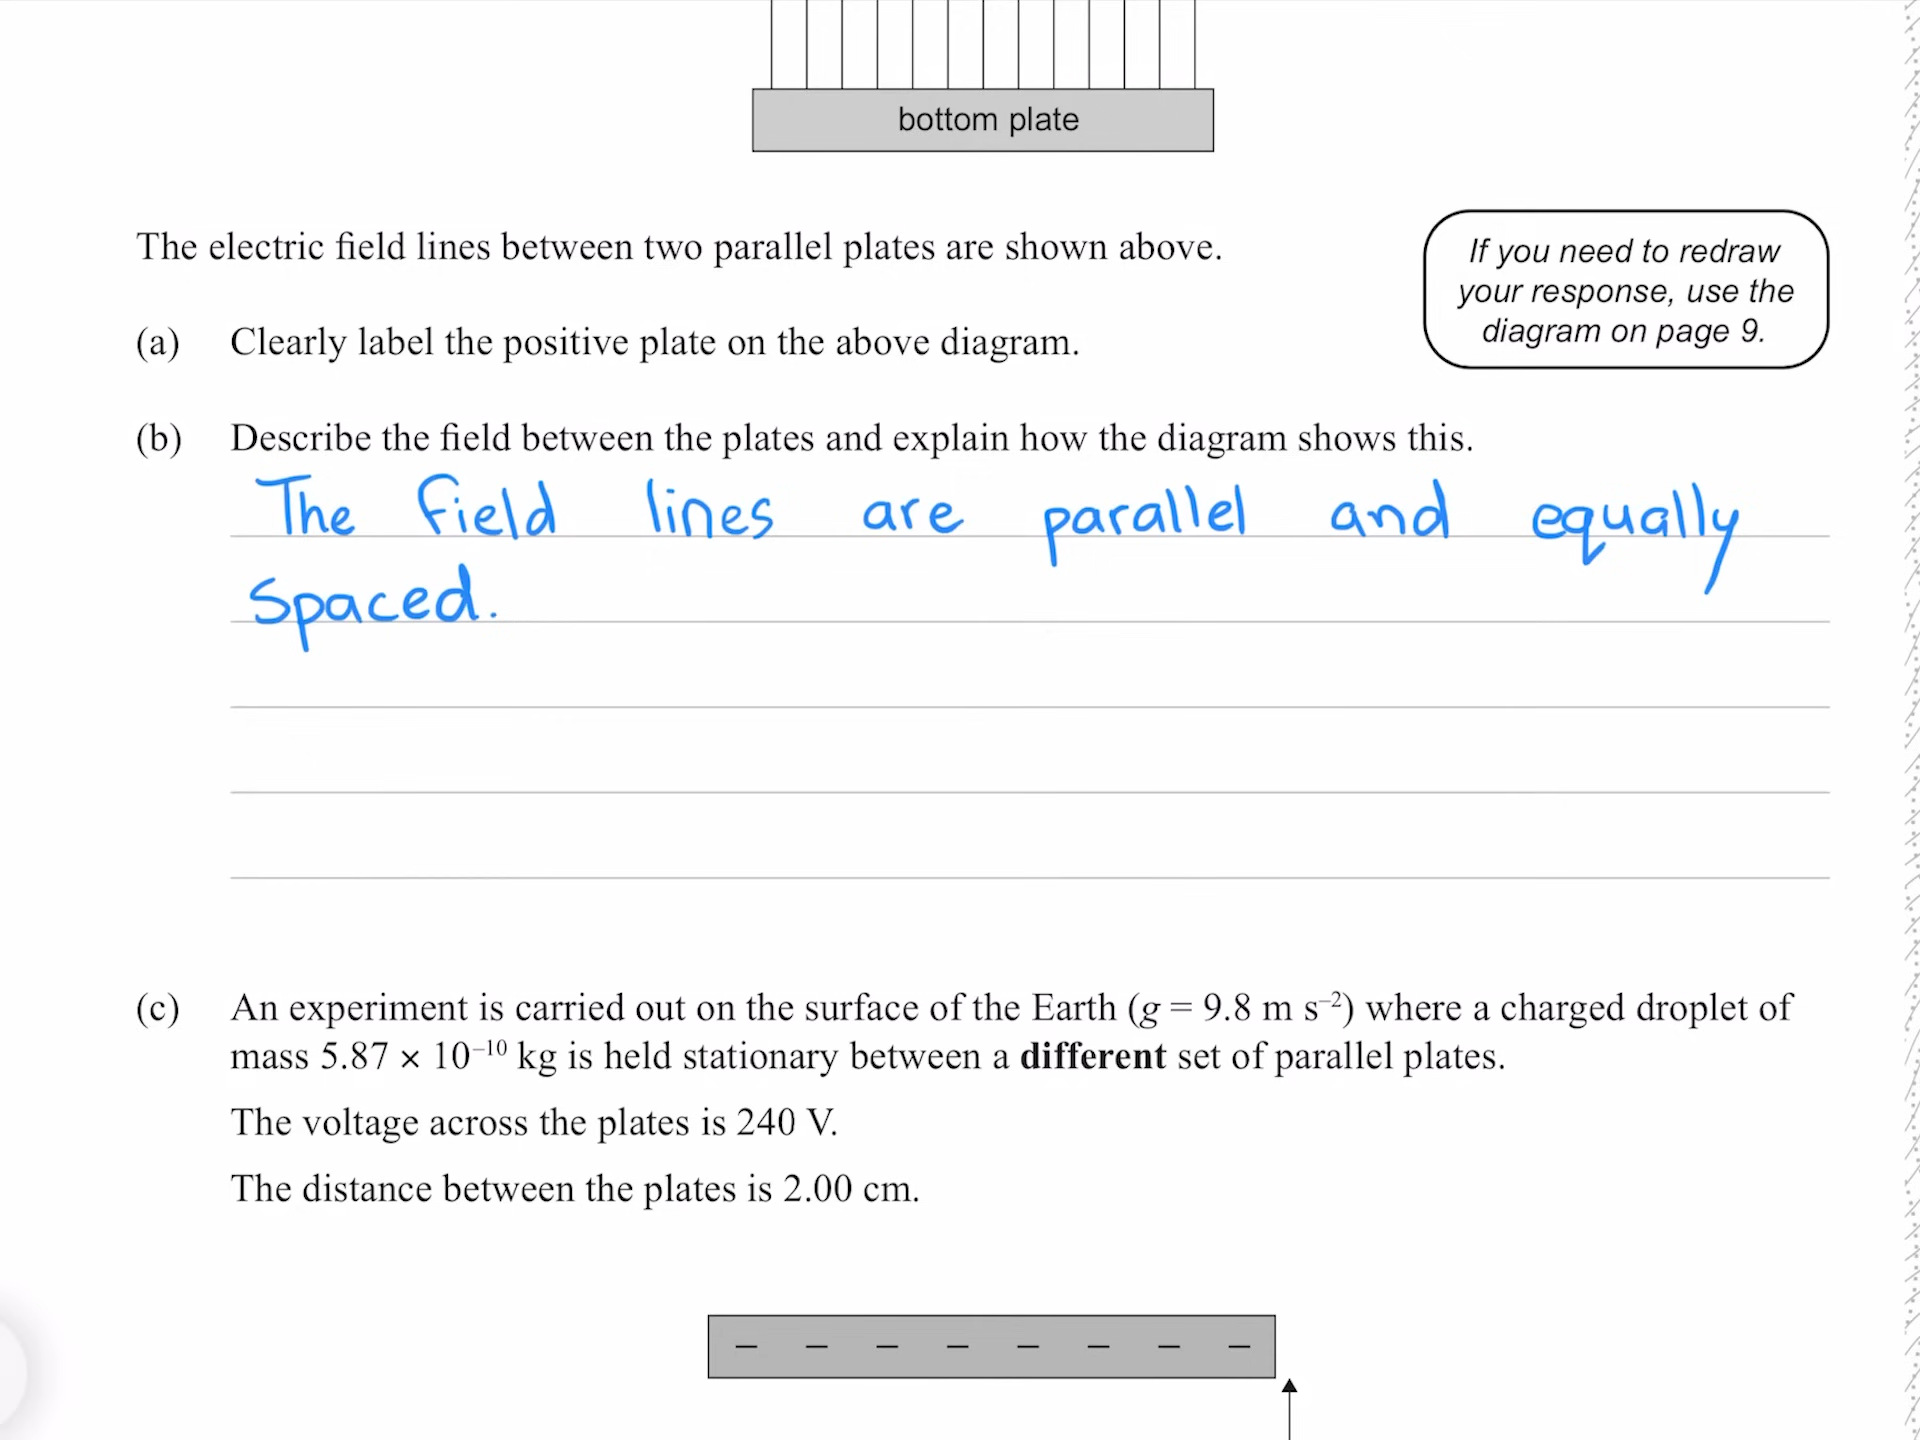 bottom plate
The electric field lines between two parallel plates are shown above.
If you need to redraw
your response, use the
diagram on page 9.
(a) Clearly label the positive plate on the above diagram.
(b) Describe the field between the plates and explain how the diagram shows this.
The field lines are parallel and equally
spaced.
(c) An experiment is carried out on the surface of the Earth (g = 9.8 m s⁻²) where a charged droplet of
mass 5.87 × 10⁻¹⁰ kg is held stationary between a different set of parallel plates.
The voltage across the plates is 240 V.
The distance between the plates is 2.00 cm.